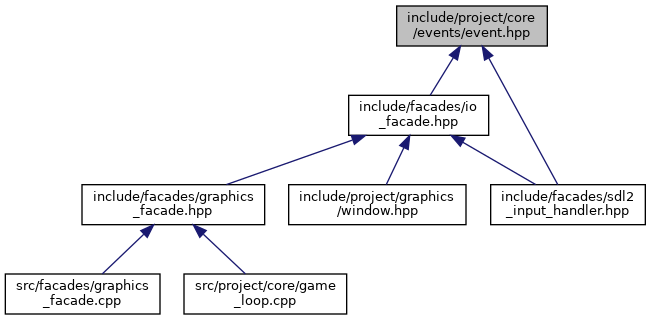 include/project/core
/events/event.hpp
include/facades/io
_facade.hpp
include/facades/graphics
_facade.hpp
include/project/graphics
/window.hpp
include/facades/sdl2
_input_handler.hpp
src/facades/graphics
_facade.cpp
src/project/core/game
_loop.cpp